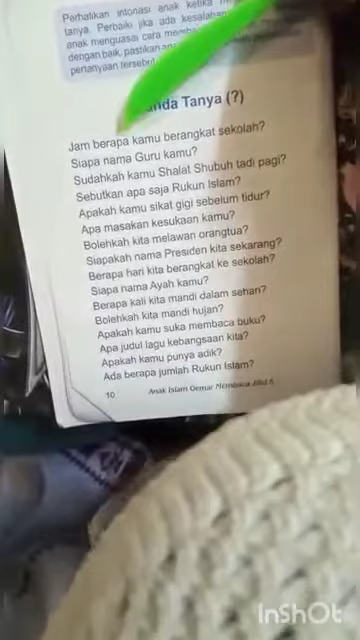 Perhatikan intonasi anak ketika
tanya. Perbaiki jika ada kesalahan
anak menguasai cara
dengan baik, pastikan
pertanyaan tersebut
Tanya (?)
Jam berapa kamu berangkat sekolah?
Siapa nama Guru kamu?
Sudahkah kamu Shalat Shubuh tadi pagi?
Sebutkan apa saja Rukun Islam?
Apakah kamu sikat gigi sebelum tidur?
Apa masakan kesukaan kamu?
Bolehkah kita melawan orangtua?
Siapakah nama Presiden kita sekarang?
Berapa hari kita berangkat ke sekolah?
Siapa nama Ayah kamu?
Berapa kali kita mandi dalam sehari?
Bolehkah kita mandi hujan?
Apakah kamu suka membaca buku?
Apa judul lagu kebangsaan kita?
Apakah kamu punya adik?
Ada berapa jumlah Rukun Islam?
10 Anak Islam Gemar Membaca Jilid
InShOt